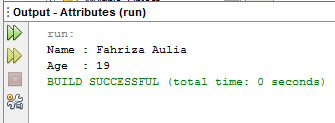 Output - Attributes (run)
run:
Name : Fahriza Aulia
Age  : 19
BUILD SUCCESSFUL (total time: 0 seconds)